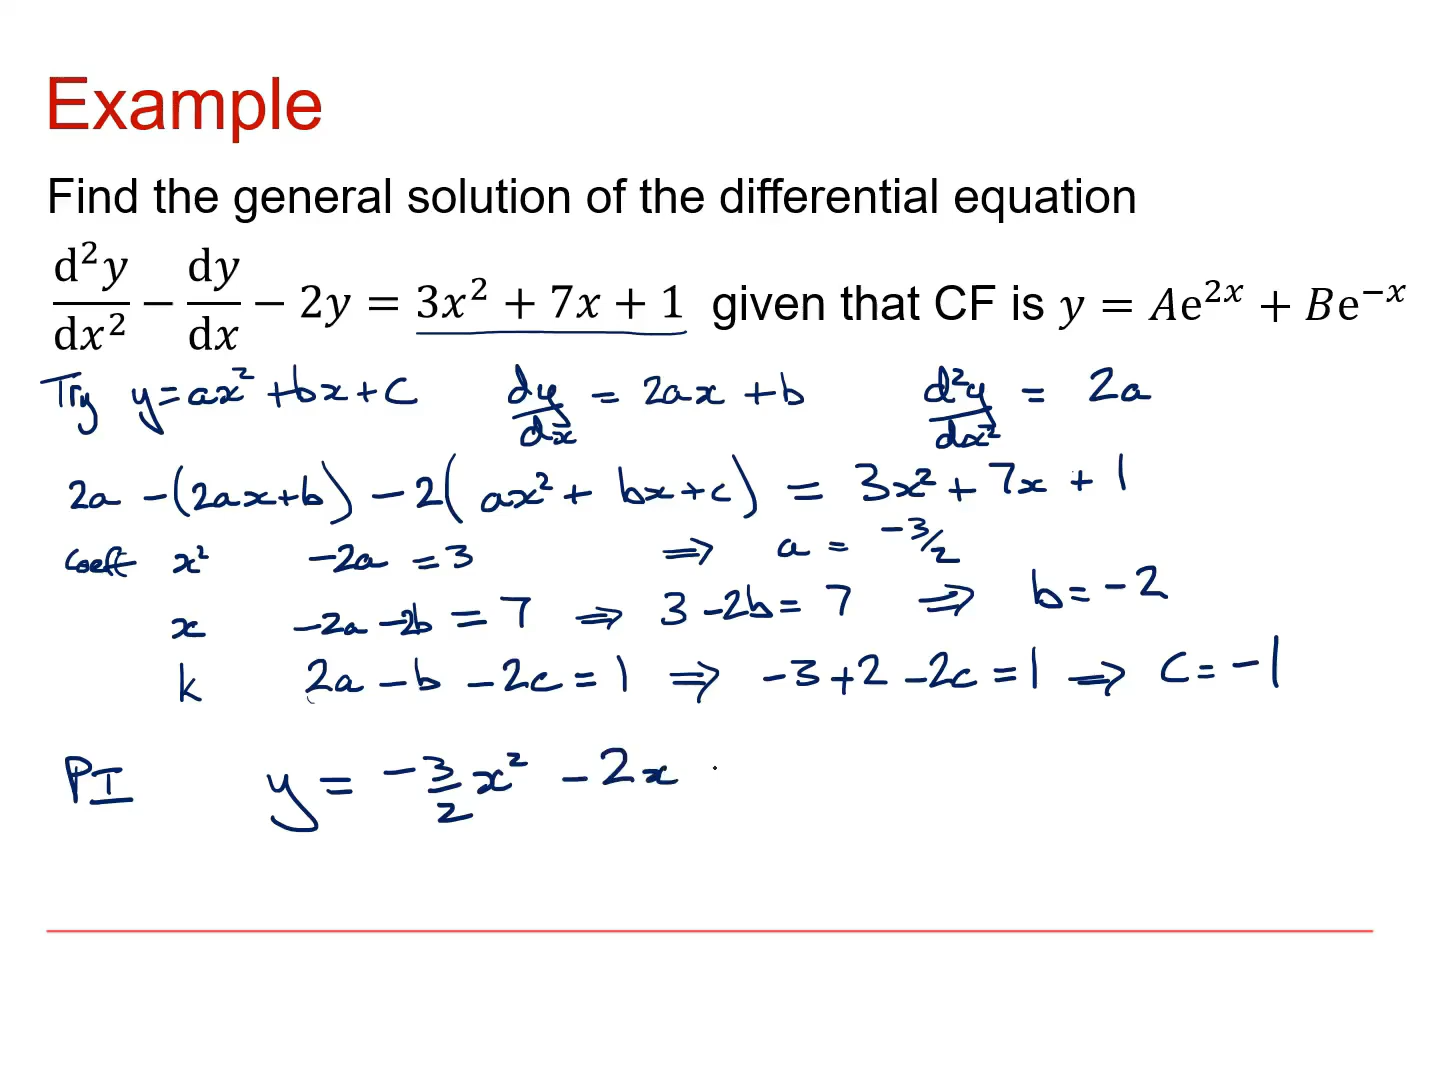 Example
Find the general solution of the differential equation
d²y/dx² − dy/dx − 2y = 3x² + 7x + 1 given that CF is y = Ae²ˣ + Be⁻ˣ
Try y = ax² + bx + c dy/dx = 2ax + b d²y/dx² = 2a
2a − (2ax + b) − 2(ax² + bx + c) = 3x² + 7x + 1
Coeff x² −2a = 3 ⇒ a = −3/2
x −2a − 2b = 7 ⇒ 3 − 2b = 7 ⇒ b = −2
k 2a − b − 2c = 1 ⇒ −3 + 2 − 2c = 1 ⇒ c = −1
PI y = −3/2 x² − 2x